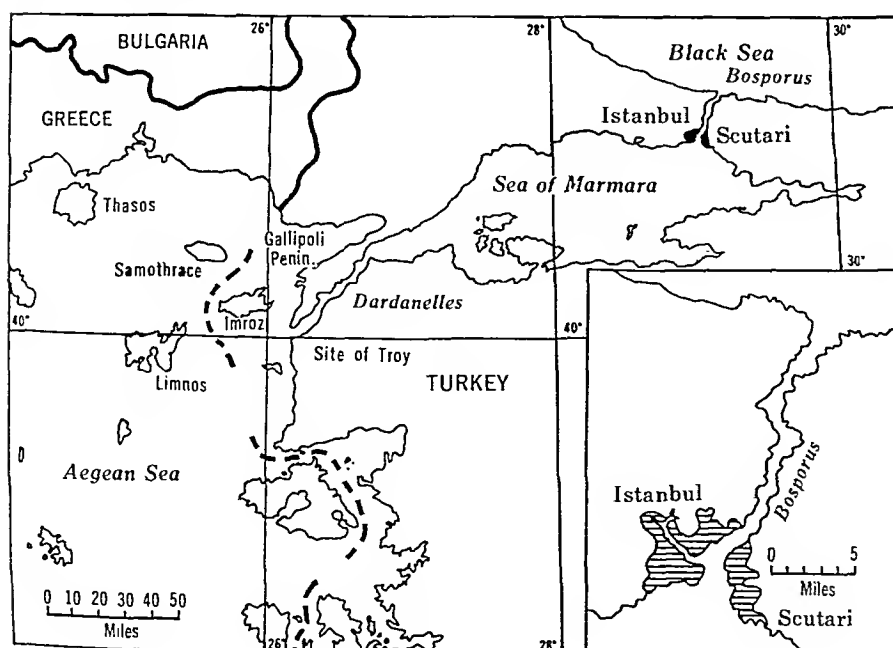 26°
28°
30°
BULGARIA
Black Sea
Bosporus
GREECE
Istanbul
Scutari
Thasos
Sea of Marmara
Gallipoli
Penin.
Samothrace
30°
Imroz
Dardanelles
40°
40°
Site of Troy
Limnos
TURKEY
Aegean Sea
Bosporus
Istanbul
0 5
Miles
0 10 20 30 40 50
Miles
Scutari
26°
28°